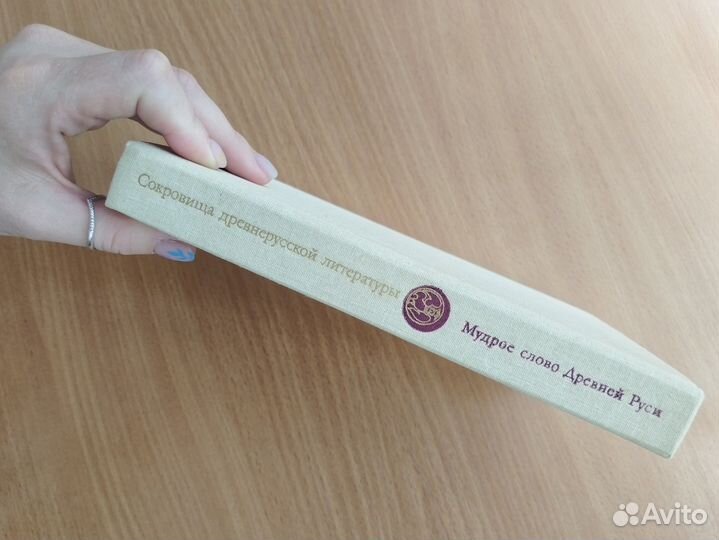 Сокровища древнерусской литературы
Мудрое слово Древней Руси
Avito